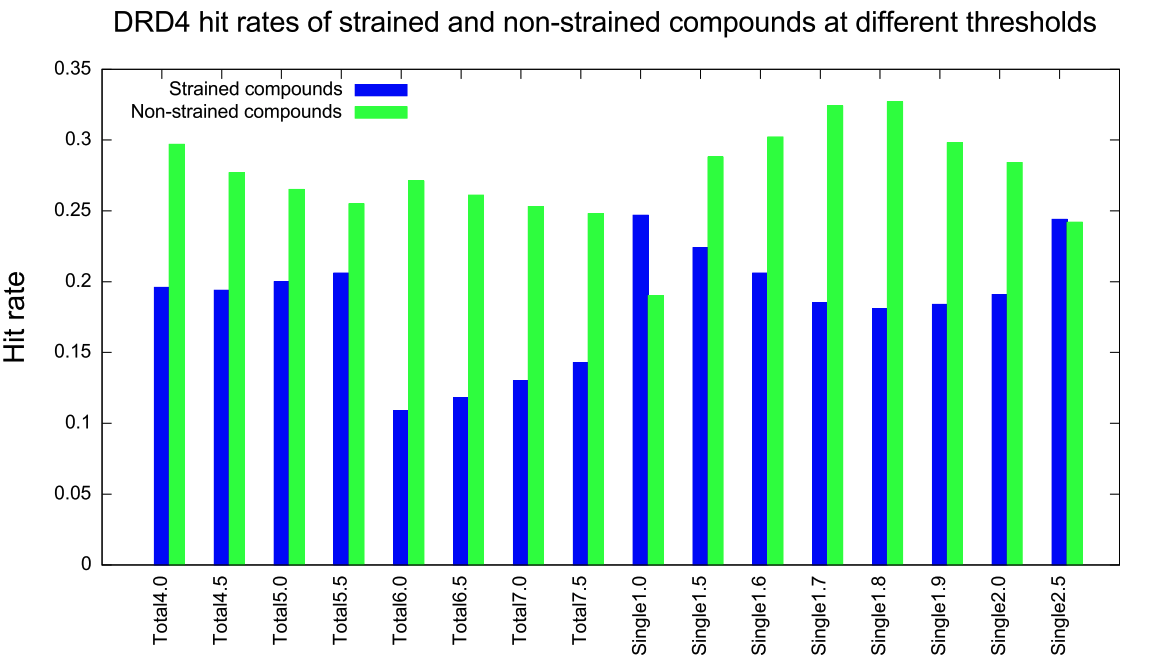 DRD4 hit rates of strained and non-strained compounds at different thresholds
Strained compounds
Non-strained compounds
Hit rate
0.35
0.3
0.25
0.2
0.15
0.1
0.05
0
Total4.0
Total4.5
Total5.0
Total5.5
Total6.0
Total6.5
Total7.0
Total7.5
Single1.0
Single1.5
Single1.6
Single1.7
Single1.8
Single1.9
Single2.0
Single2.5